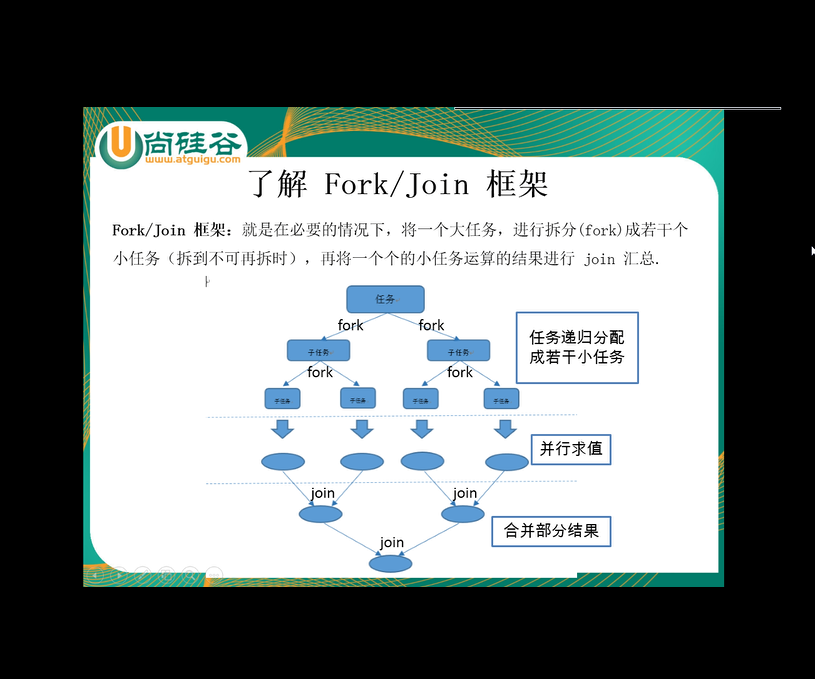 尚硅谷
www.atguigu.com
了解 Fork/Join 框架
Fork/Join 框架：就是在必要的情况下，将一个大任务，进行拆分(fork)成若干个
小任务（拆到不可再拆时），再将一个个的小任务运算的结果进行 join 汇总.
任务
fork fork
子任务 子任务
任务递归分配
成若干小任务
fork fork
子任务 子任务 子任务 子任务
并行求值
join join
合并部分结果
join